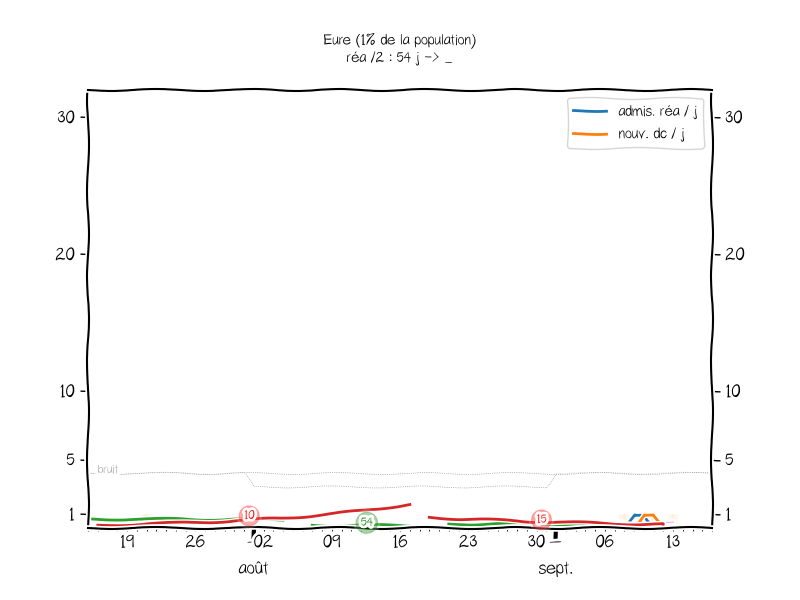 Eure (1% de la population)
réa /2 : 54 j -> _
30 30
admis. réa / j
nouv. dc / j
20 20
10 10
5 5
bruit
1 10 54 15 1
19 26 02 09 16 23 30 06 13
août sept.